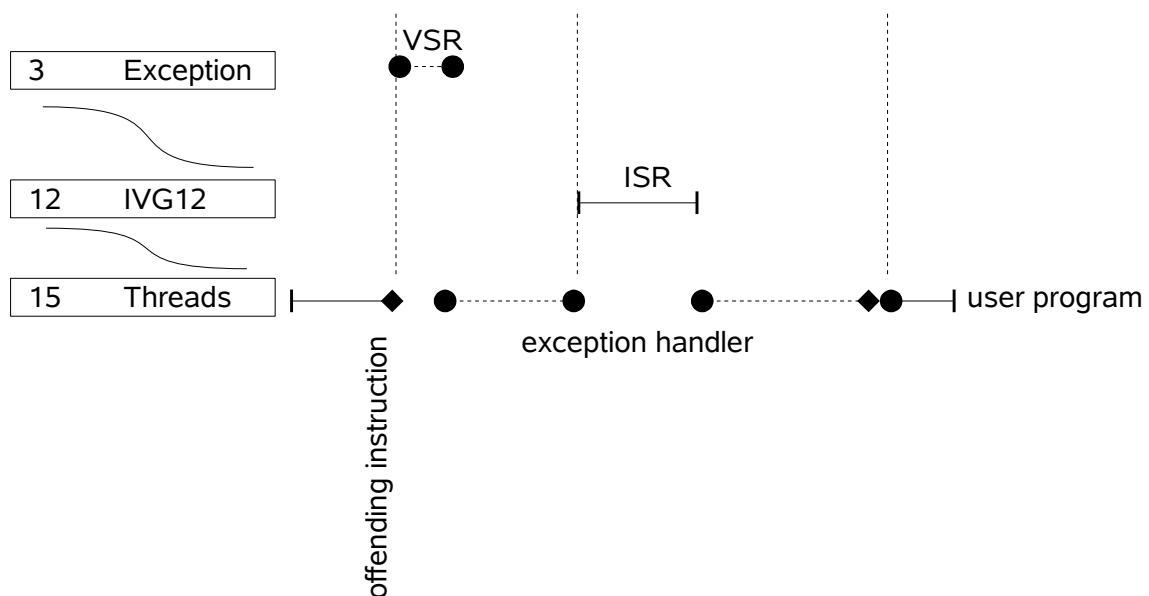 VSR
3 Exception
ISR
12 IVG12
15 Threads
user program
exception handler
offending instruction